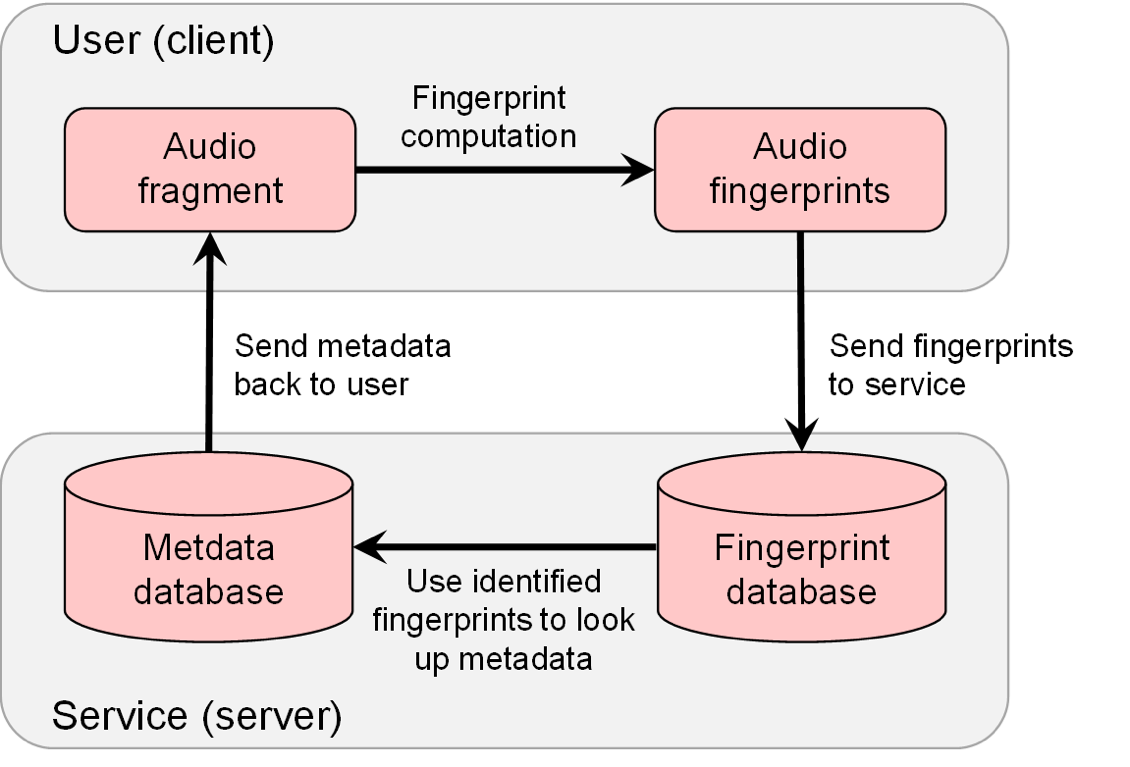 User (client)
Fingerprint
computation
Audio
fragment
Audio
fingerprints
Send metadata
back to user
Send fingerprints
to service
Metdata
database
Fingerprint
database
Use identified
fingerprints to look
up metadata
Service (server)